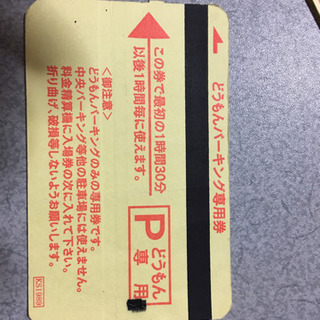 どうもんパーキング専用券
この券で最初の1時間30分
以後1時間毎に使えます。
P
どうもん
専用
<御注意>
どうもんパーキングのみの専用券です。
中央パーキング等他の駐車場には使えません。
料金精算機に入場券の次に入れて下さい。
折り曲げ、破損等しないようお願いします。